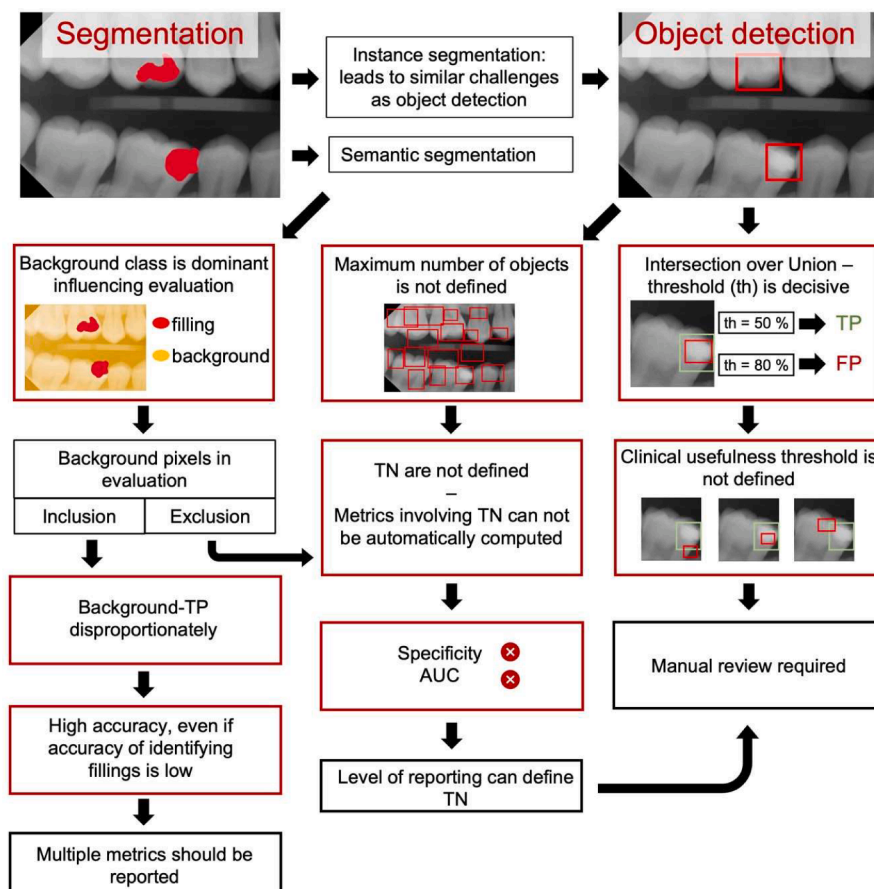 Segmentation
Instance segmentation:
leads to similar challenges
as object detection
Object detection
Semantic segmentation
Background class is dominant
influencing evaluation
filling
background
Maximum number of objects
is not defined
Intersection over Union –
threshold (th) is decisive
th = 50 %
TP
th = 80 %
FP
Background pixels in
evaluation
Inclusion
Exclusion
TN are not defined
–
Metrics involving TN can not
be automatically computed
Clinical usefulness threshold is
not defined
Background-TP
disproportionately
Specificity
AUC
Manual review required
High accuracy, even if
accuracy of identifying
fillings is low
Level of reporting can define
TN
Multiple metrics should be
reported